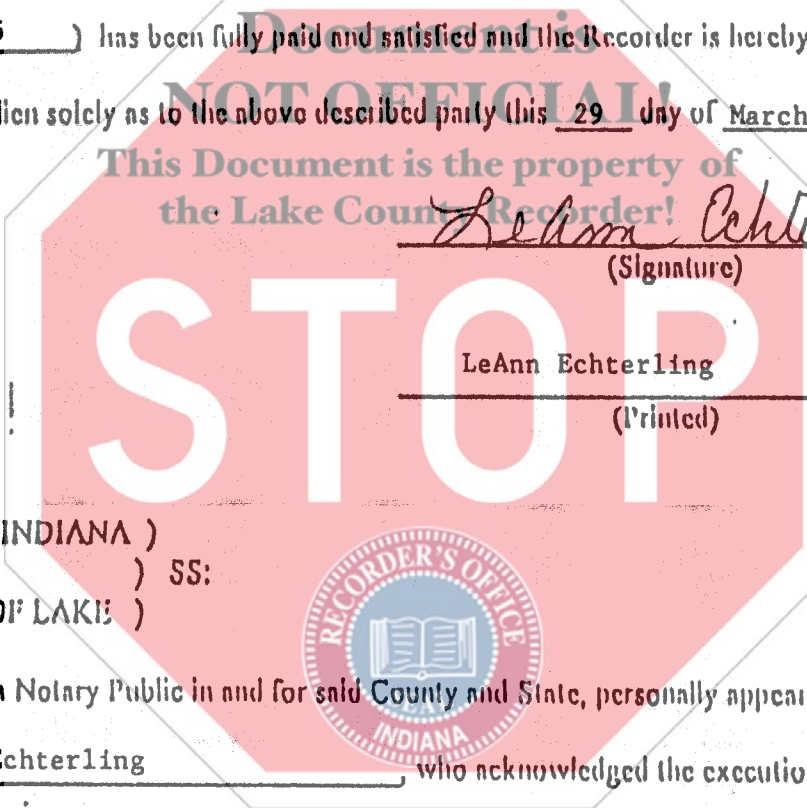 ) has been fully paid and satisfied and the Recorder is hereby
Document is
lien solely as to the above described party this 29 day of March
NOT OFFICIAL!
This Document is the property of
the Lake County Recorder!
LeAnn
(Signature)
STOP
LeAnn Echterling
(Printed)
INDIANA )
) SS:
OF LAKE )
RECORDER'S OFFICE
a Notary Public in and for said County and State, personally appear
INDIANA
Echterling , who acknowledged the executio